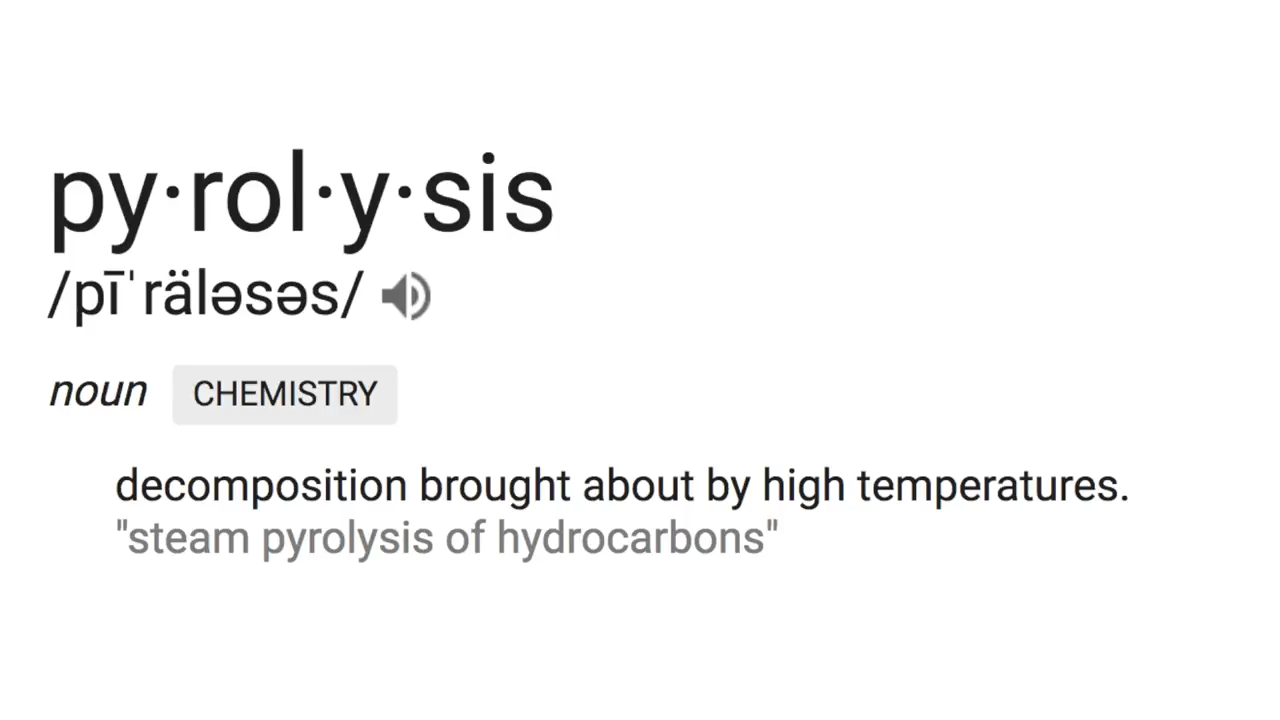 py·rol·y·sis
/pīˈräləsəs/
noun CHEMISTRY
decomposition brought about by high temperatures.
"steam pyrolysis of hydrocarbons"